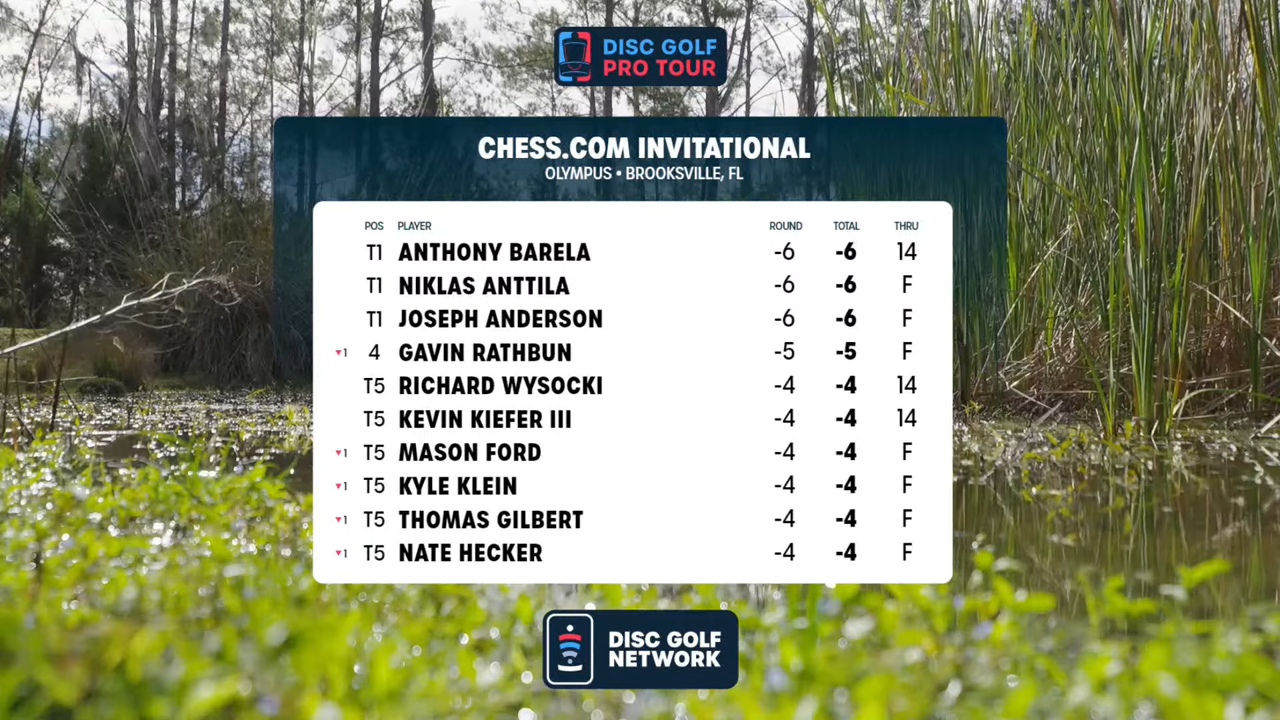 DISC GOLF
PRO TOUR
CHESS.COM INVITATIONAL
OLYMPUS • BROOKSVILLE, FL
POS PLAYER ROUND TOTAL THRU
T1 ANTHONY BARELA -6 -6 14
T1 NIKLAS ANTTILA -6 -6 F
T1 JOSEPH ANDERSON -6 -6 F
▼1 4 GAVIN RATHBUN -5 -5 F
T5 RICHARD WYSOCKI -4 -4 14
T5 KEVIN KIEFER III -4 -4 14
▼1 T5 MASON FORD -4 -4 F
▼1 T5 KYLE KLEIN -4 -4 F
▼1 T5 THOMAS GILBERT -4 -4 F
▼1 T5 NATE HECKER -4 -4 F
DISC GOLF
NETWORK